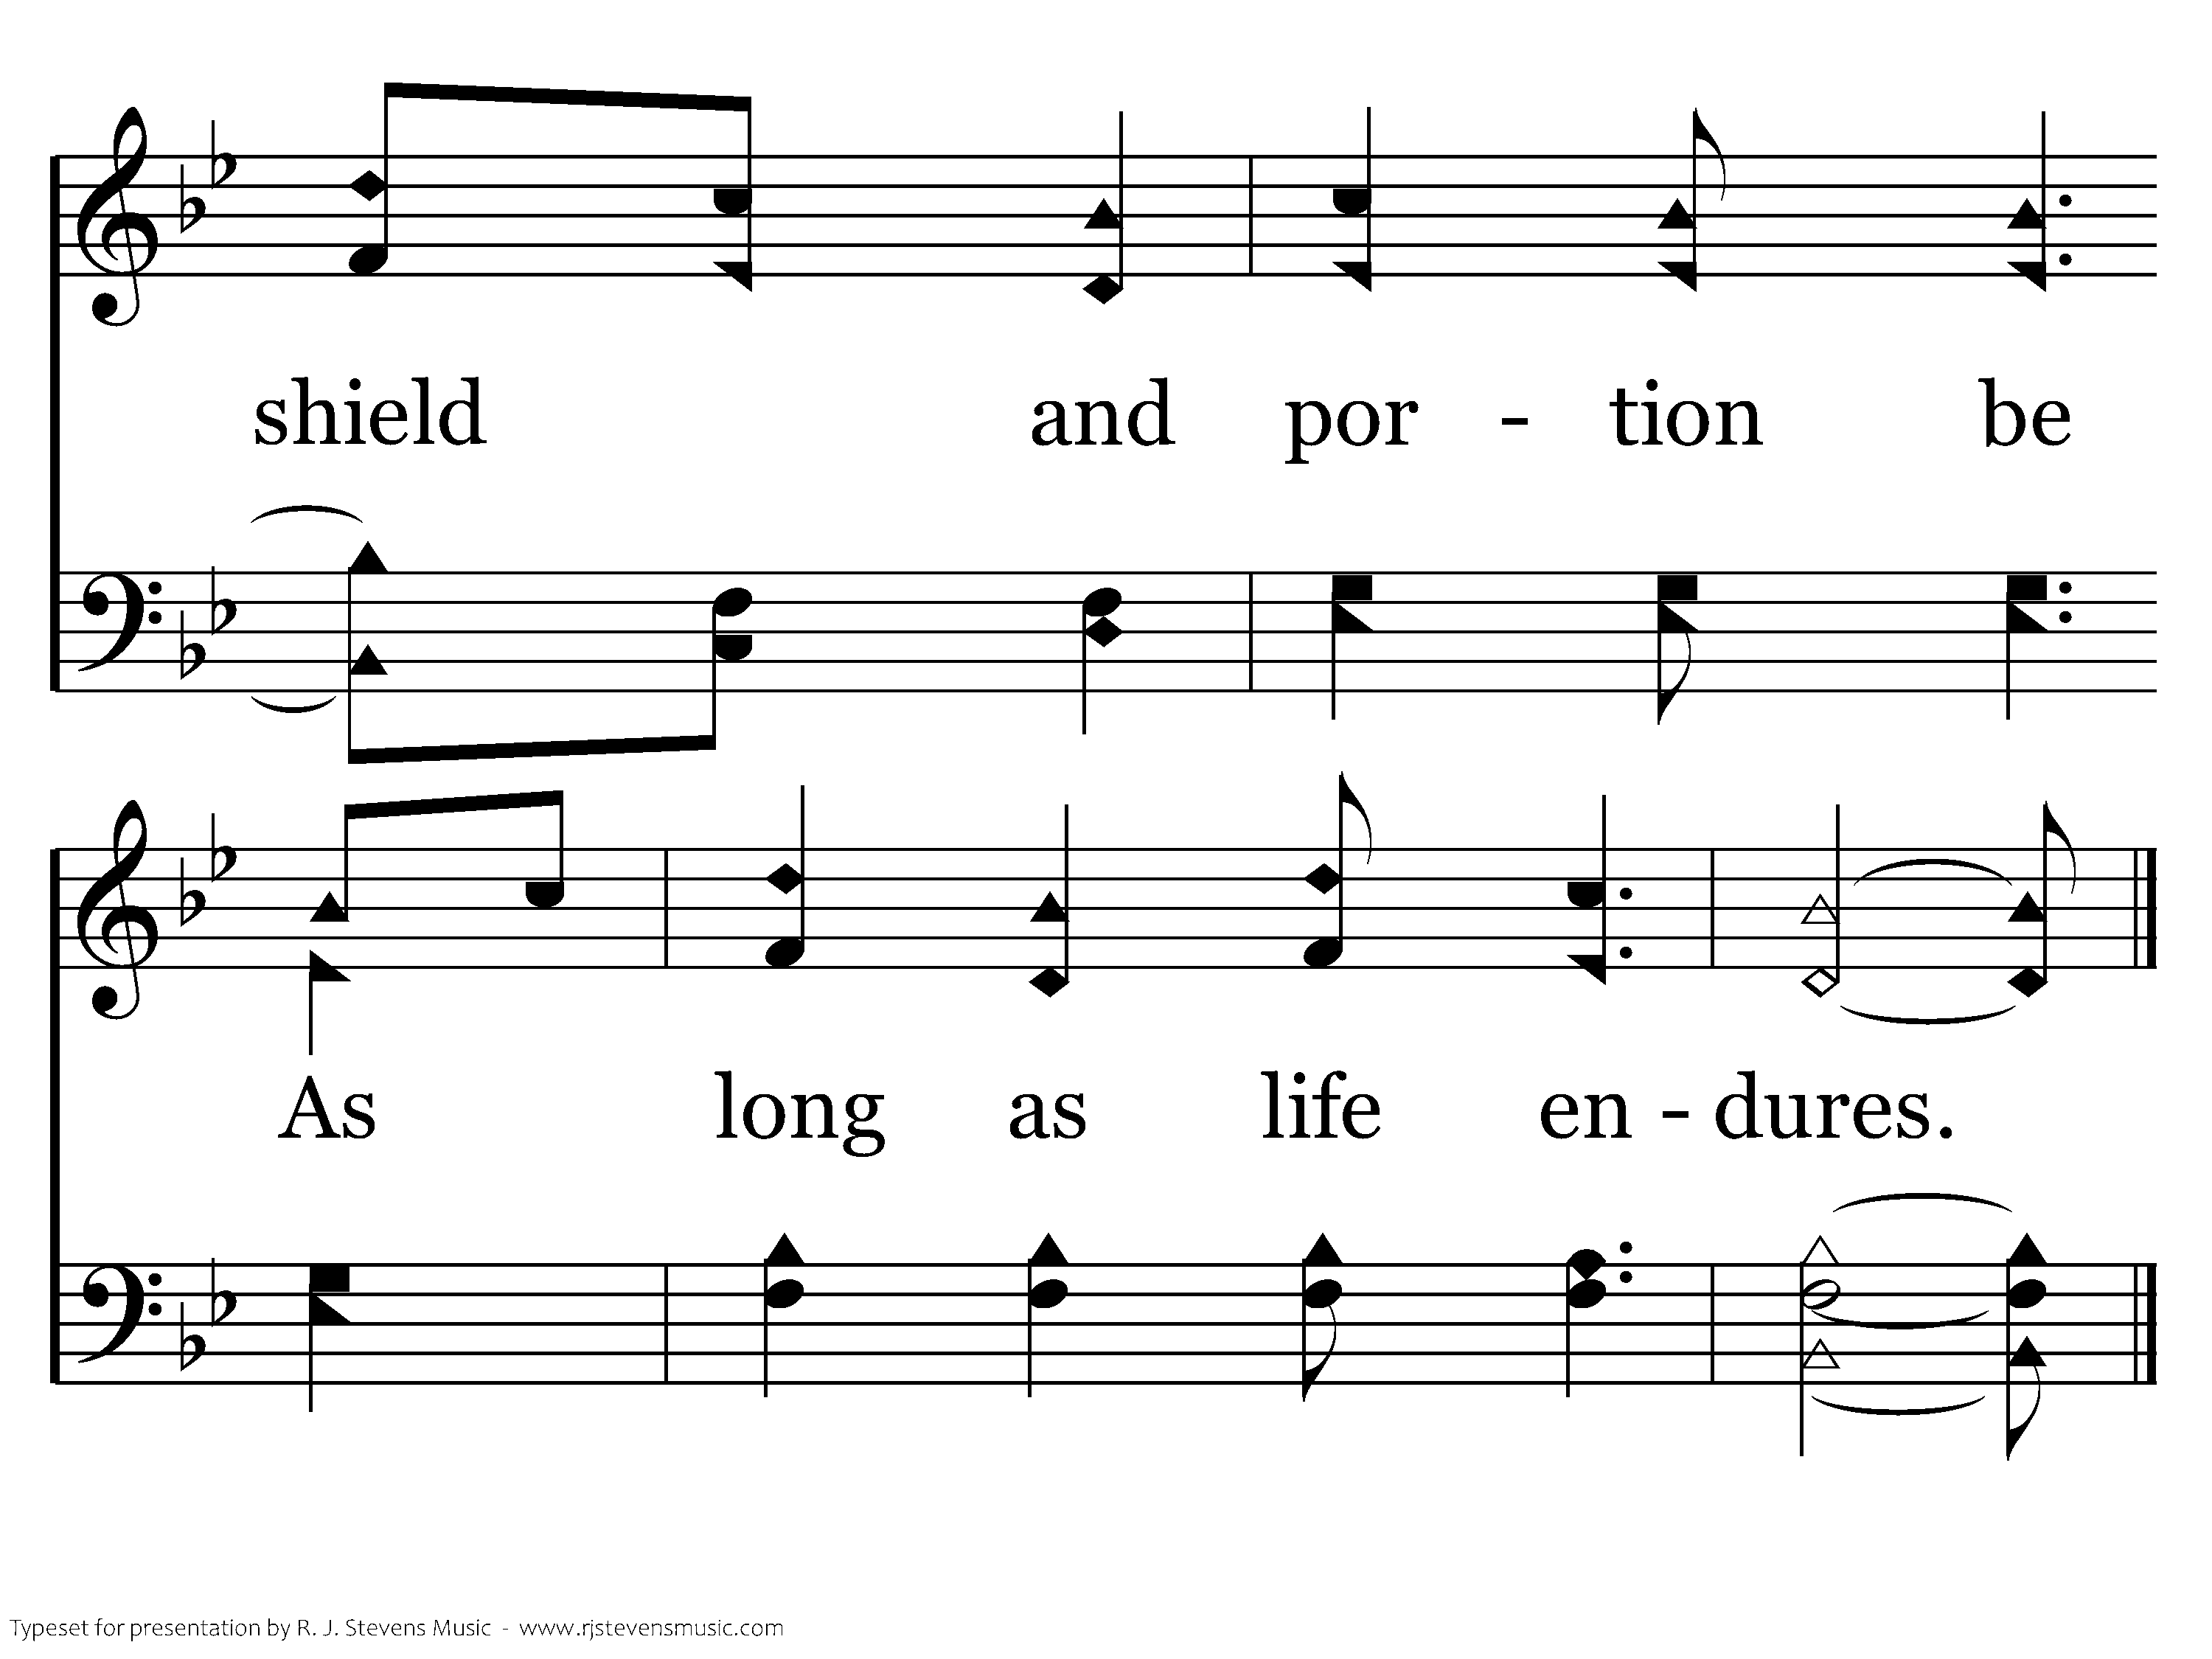 shield and por - tion be
As long as life en - dures.
Typeset for presentation by R. J. Stevens Music - www.rjstevensmusic.com